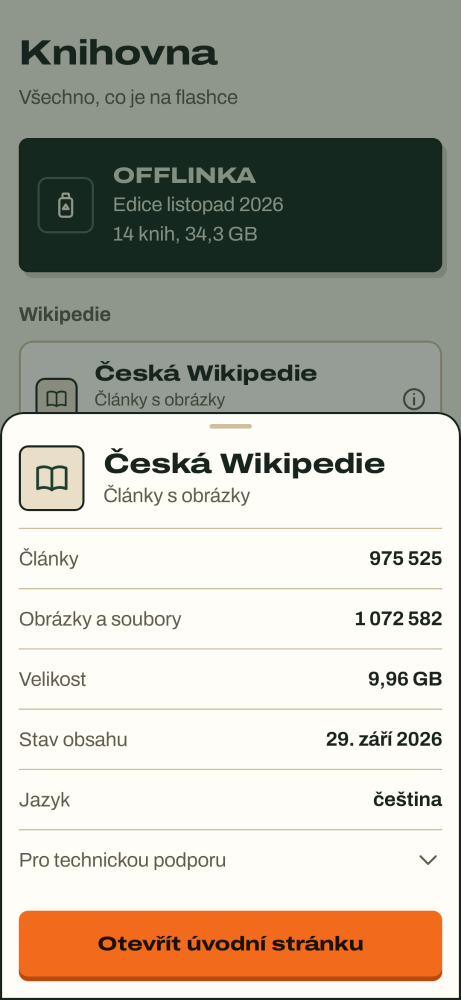 Knihovna
Všechno, co je na flashce
OFFLINKA
Edice listopad 2026
14 knih, 34,3 GB
Wikipedie
Česká Wikipedie
Články s obrázky
Česká Wikipedie
Články s obrázky
Články 975 525
Obrázky a soubory 1 072 582
Velikost 9,96 GB
Stav obsahu 29. září 2026
Jazyk čeština
Pro technickou podporu
Otevřít úvodní stránku